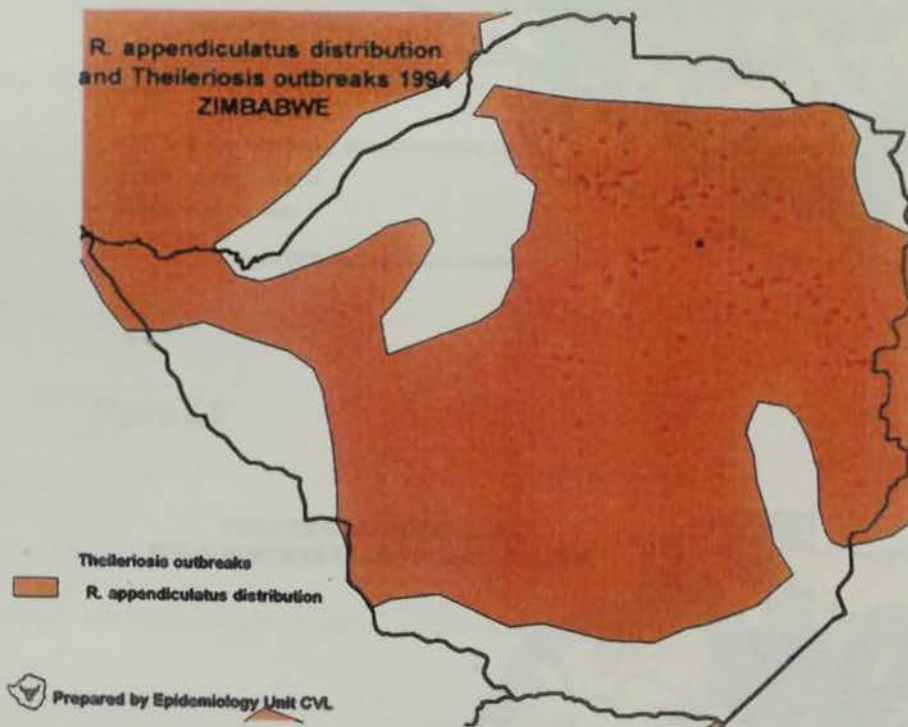 R. appendiculatus distribution
and Theileriosis outbreaks 1994
ZIMBABWE
Theileriosis outbreaks
R. appendiculatus distribution
Prepared by Epidemiology Unit CVL